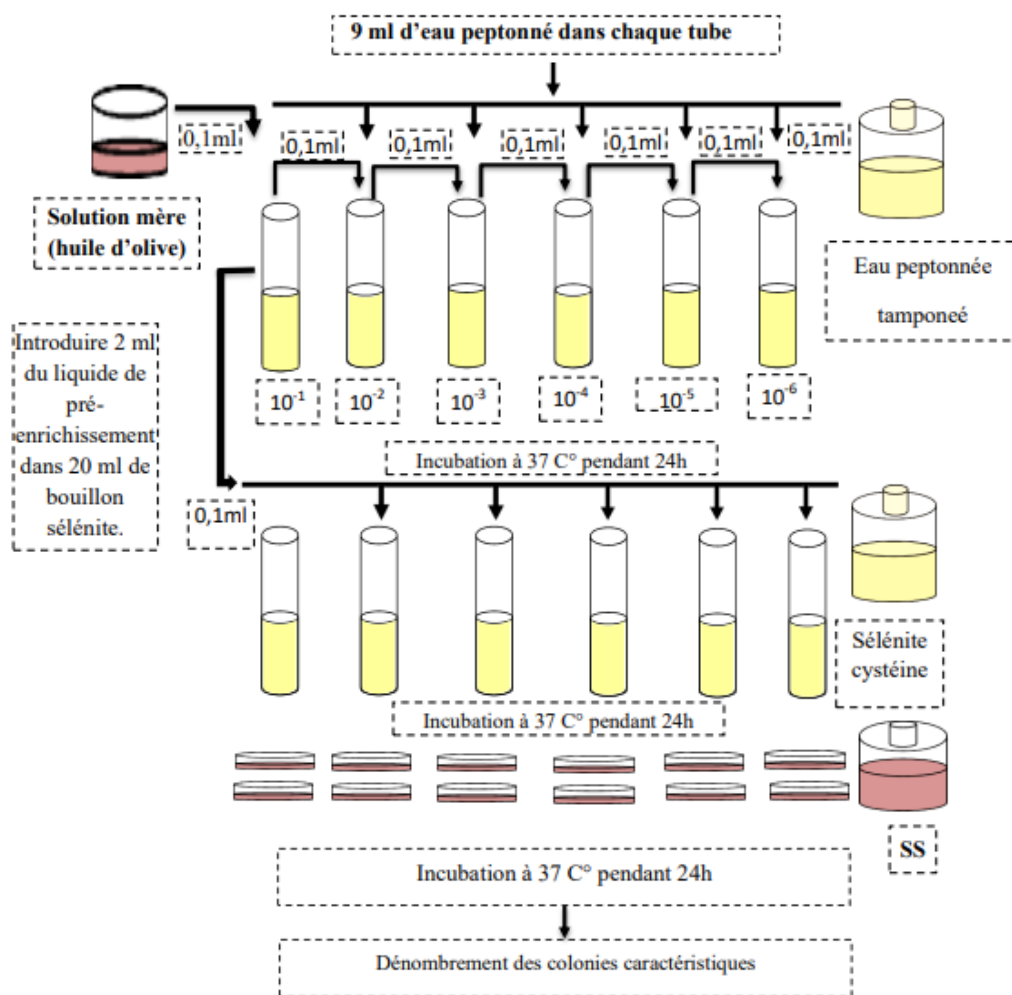 9 ml d’eau peptonné dans chaque tube
0,1ml
0,1ml
0,1ml
0,1ml
0,1ml
0,1ml
0,1ml
Solution mère
(huile d’olive)
Eau peptonnée
tamponeé
Introduire 2 ml
du liquide de
pré-
enrichissement
dans 20 ml de
bouillon
sélénite.
10⁻¹
10⁻²
10⁻³
10⁻⁴
10⁻⁵
10⁻⁶
Incubation à 37 C° pendant 24h
0,1ml
Sélénite
cystéine
Incubation à 37 C° pendant 24h
SS
Incubation à 37 C° pendant 24h
Dénombrement des colonies caractéristiques